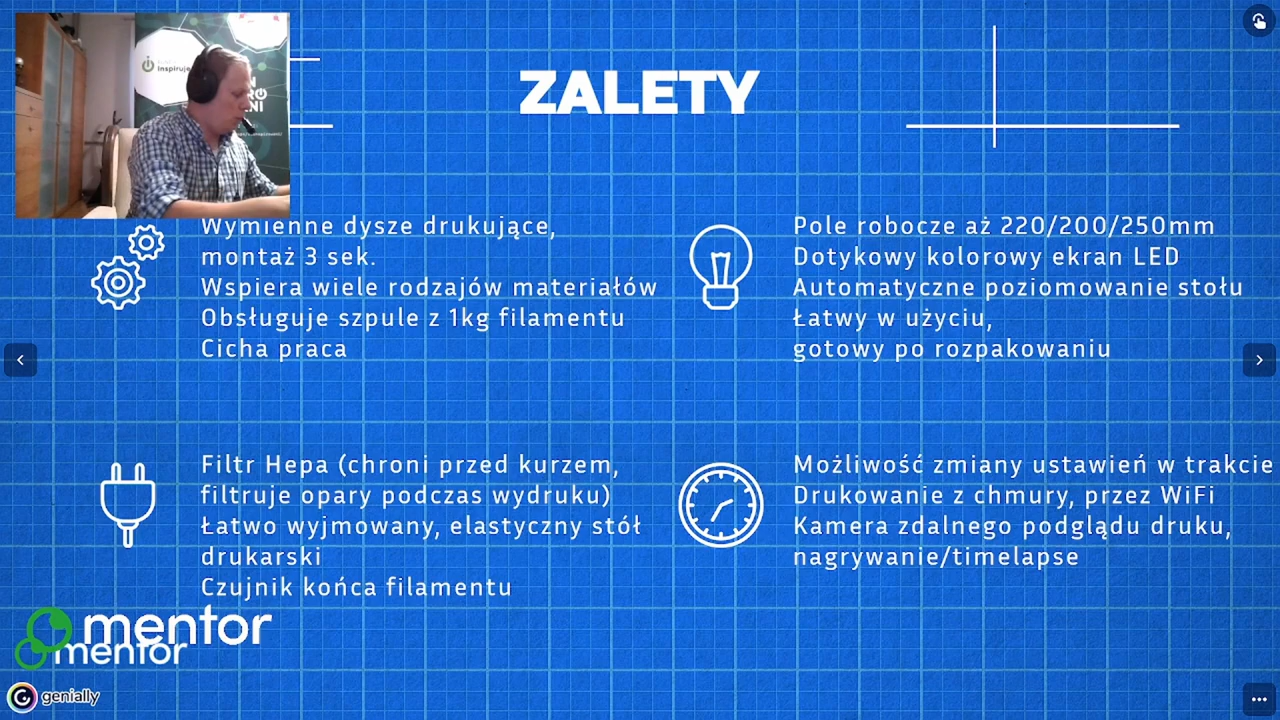 ZALETY
Inspiruje
Wymienne dysze drukujące,
montaż 3 sek.
Wspiera wiele rodzajów materiałów
Obsługuje szpule z 1kg filamentu
Cicha praca
Pole robocze aż 220/200/250mm
Dotykowy kolorowy ekran LED
Automatyczne poziomowanie stołu
Łatwy w użyciu,
gotowy po rozpakowaniu
Filtr Hepa (chroni przed kurzem,
filtruje opary podczas wydruku)
Łatwo wyjmowany, elastyczny stół
drukarski
Czujnik końca filamentu
Możliwość zmiany ustawień w trakcie
Drukowanie z chmury, przez WiFi
Kamera zdalnego podglądu druku,
nagrywanie/timelapse
mentor
mentor
genially